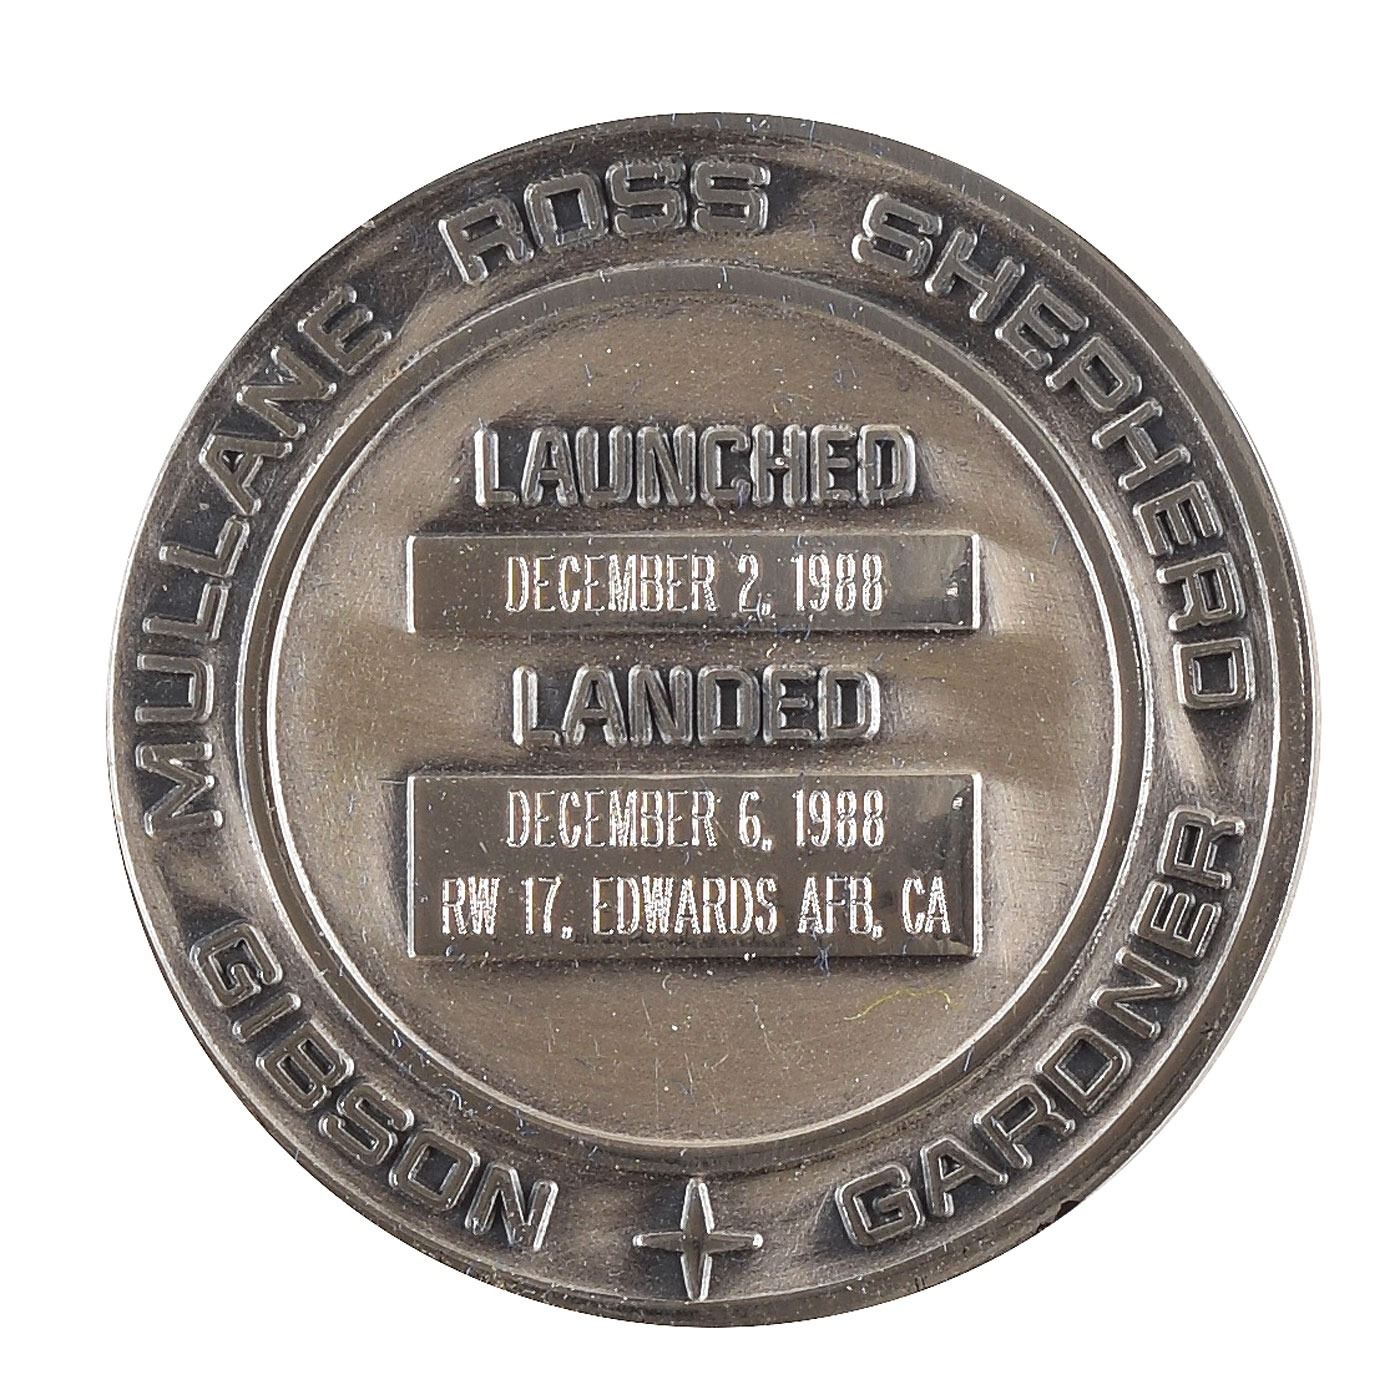 MULLANE ROSS SHEPHERD
LAUNCHED
DECEMBER 2, 1988
LANDED
DECEMBER 6, 1988
RW 17, EDWARDS AFB, CA
GIBSON GARDNER